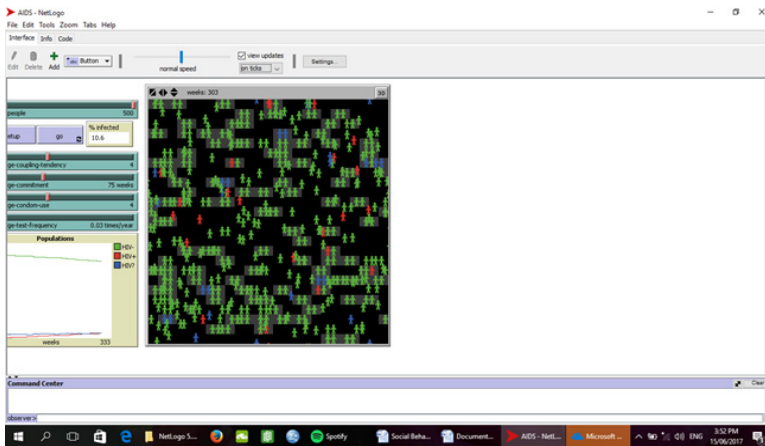 AIDS - NetLogo
File Edit Tools Zoom Tabs Help
Interface Info Code
Edit Delete Add Button normal speed view updates on ticks Settings...
weeks: 303 3D
people 500
etup go % infected 10.6
ge-coupling-tendency 4
ge-commitment 75 weeks
ge-condom-use 4
ge-test-frequency 0.03 times/year
Populations
HIV-
HIV+
HIV?
weeks 333
Command Center Clear
observer>
NetLogo 5.... Spotify Social Beha... Document... AIDS - NetL... Microsoft ... ENG 3:52 PM
15/06/2017